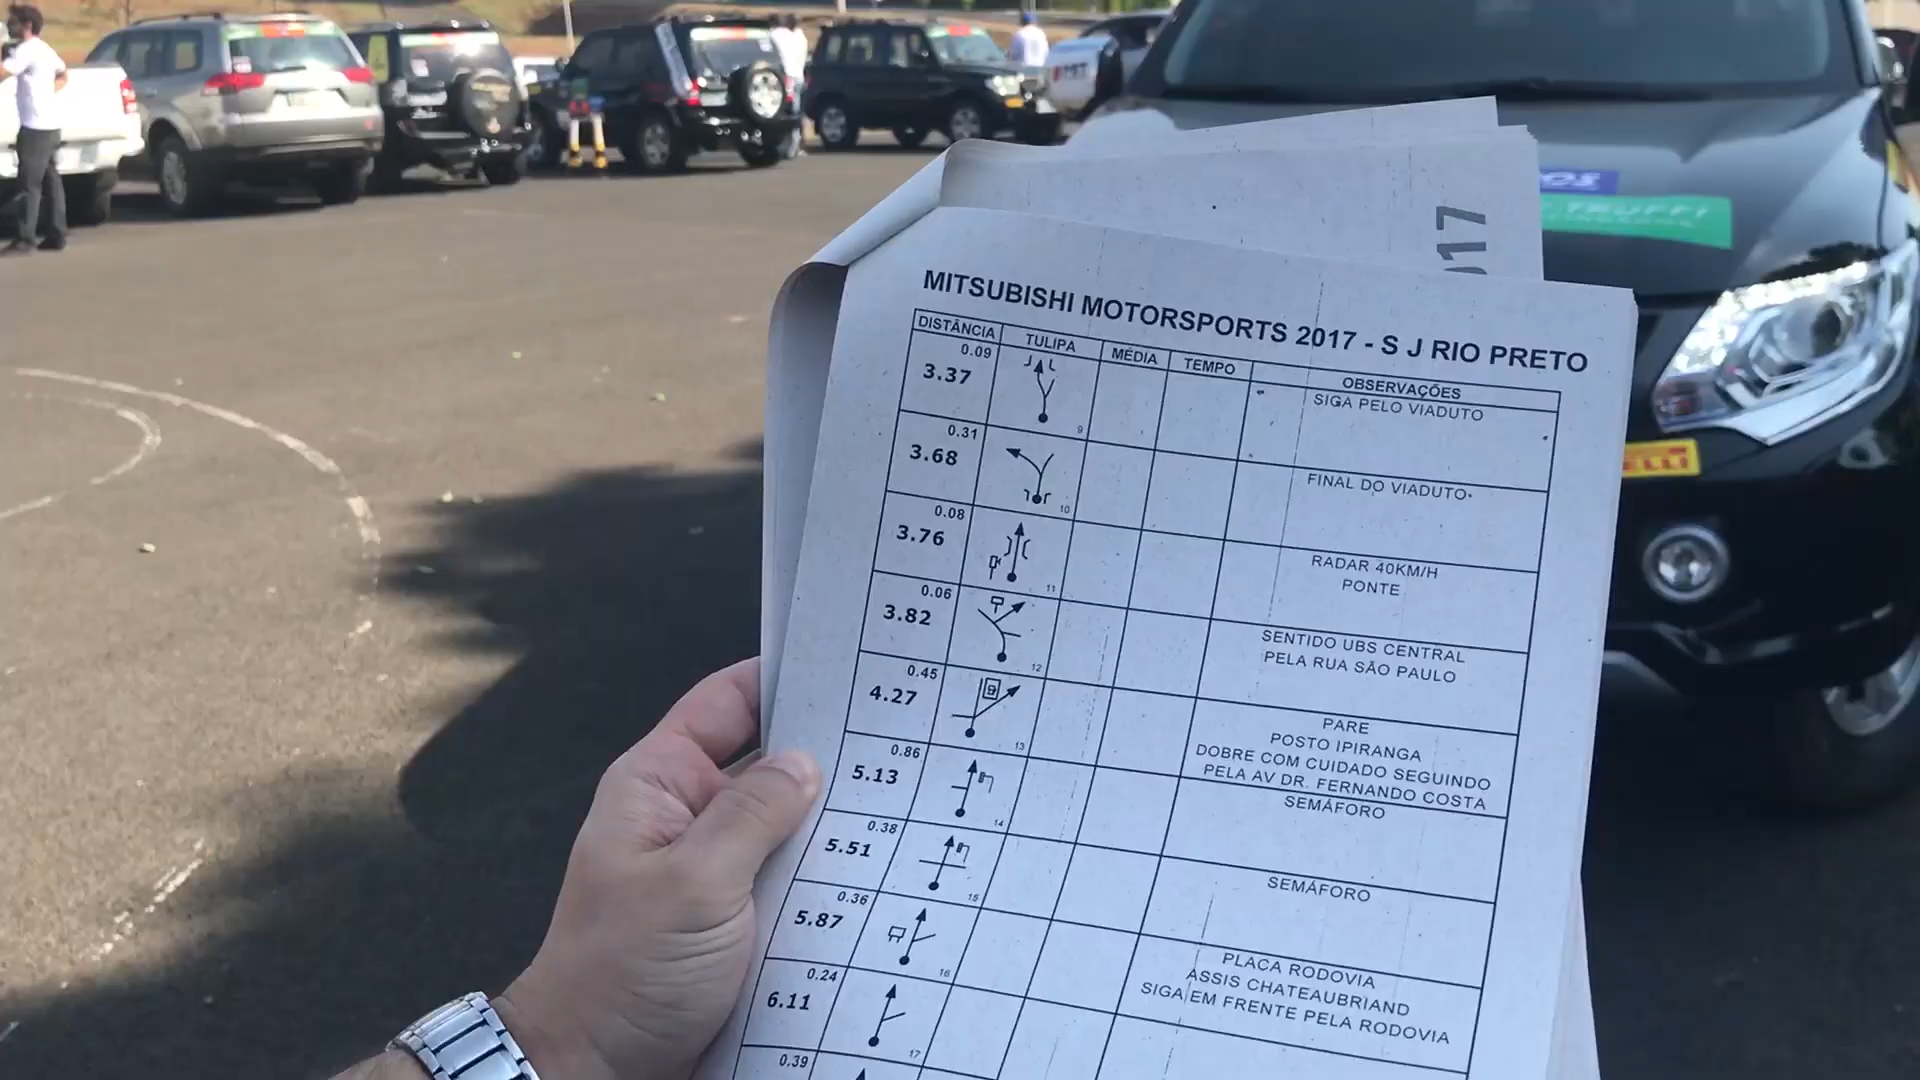 017
MITSUBISHI MOTORSPORTS 2017 - S J RIO PRETO
DISTÂNCIA TULIPA MÉDIA TEMPO OBSERVAÇÕES
0.09
3.37 9 SIGA PELO VIADUTO
0.31
3.68 10 FINAL DO VIADUTO
0.08
3.76 11 RADAR 40KM/H
PONTE
0.06
3.82 12 SENTIDO UBS CENTRAL
PELA RUA SÃO PAULO
0.45
4.27 13 PARE
POSTO IPIRANGA
DOBRE COM CUIDADO SEGUINDO
PELA AV DR. FERNANDO COSTA
0.86
5.13 14 SEMÁFORO
0.38
5.51 15 SEMÁFORO
0.36
5.87 16 PLACA RODOVIA
ASSIS CHATEAUBRIAND
SIGA EM FRENTE PELA RODOVIA
0.24
6.11 17
0.39